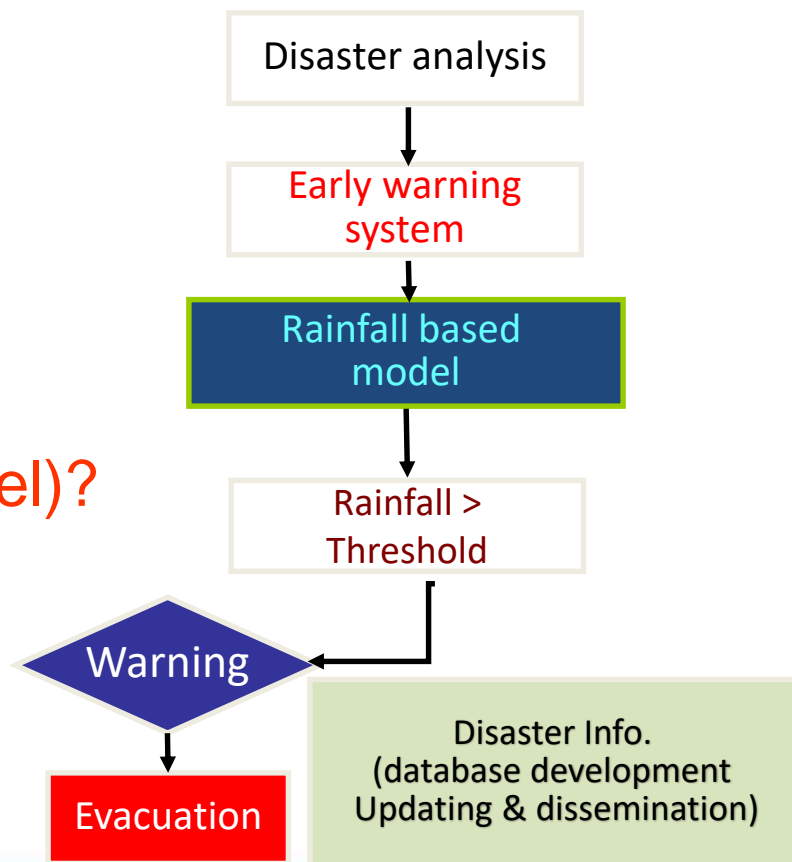 Disaster analysis
Early warning
system
Rainfall based
model
el)?
Rainfall >
Threshold
Warning
Disaster Info.
(database development
Updating & dissemination)
Evacuation